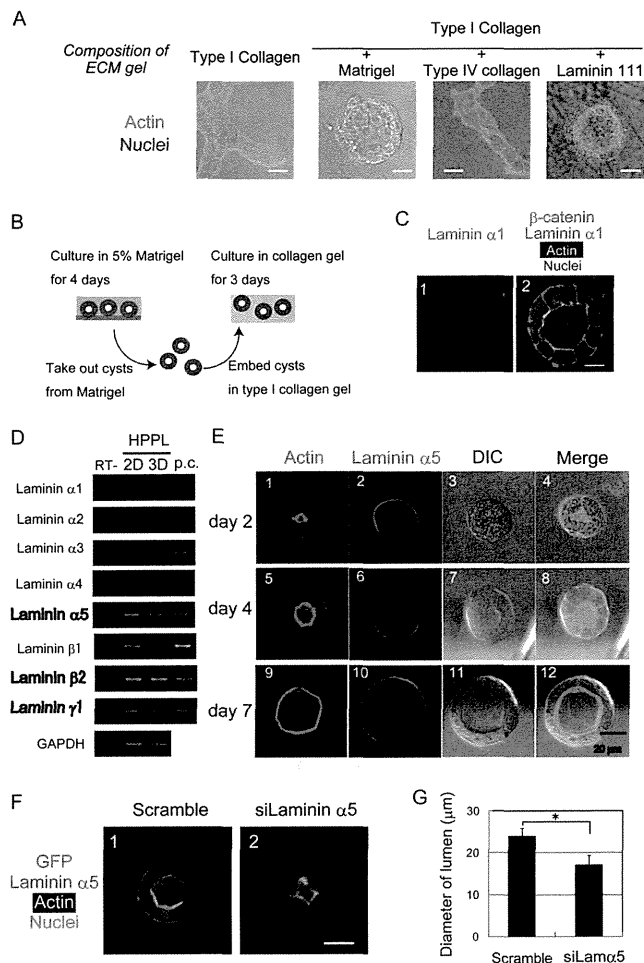 A
Composition of
ECM gel
Type I Collagen
Type I Collagen
+ + +
Matrigel Type IV collagen Laminin 111
Actin
Nuclei
B
Culture in 5% Matrigel
for 4 days
Culture in collagen gel
for 3 days
Take out cysts
from Matrigel
Embed cysts
in type I collagen gel
C
Laminin α1
β-catenin
Laminin α1
Actin
Nuclei
1 2
D
HPPL
RT- 2D 3D p.c.
Laminin α1
Laminin α2
Laminin α3
Laminin α4
Laminin α5
Laminin β1
Laminin β2
Laminin γ1
GAPDH
E
Actin Laminin α5 DIC Merge
day 2
1 2 3 4
day 4
5 6 7 8
day 7
9 10 11 12
20 μm
F
Scramble siLaminin α5
GFP
Laminin α5
Actin
Nuclei
1 2
G
Diameter of lumen (μm)
30
20
10
0
*
Scramble siLamα5